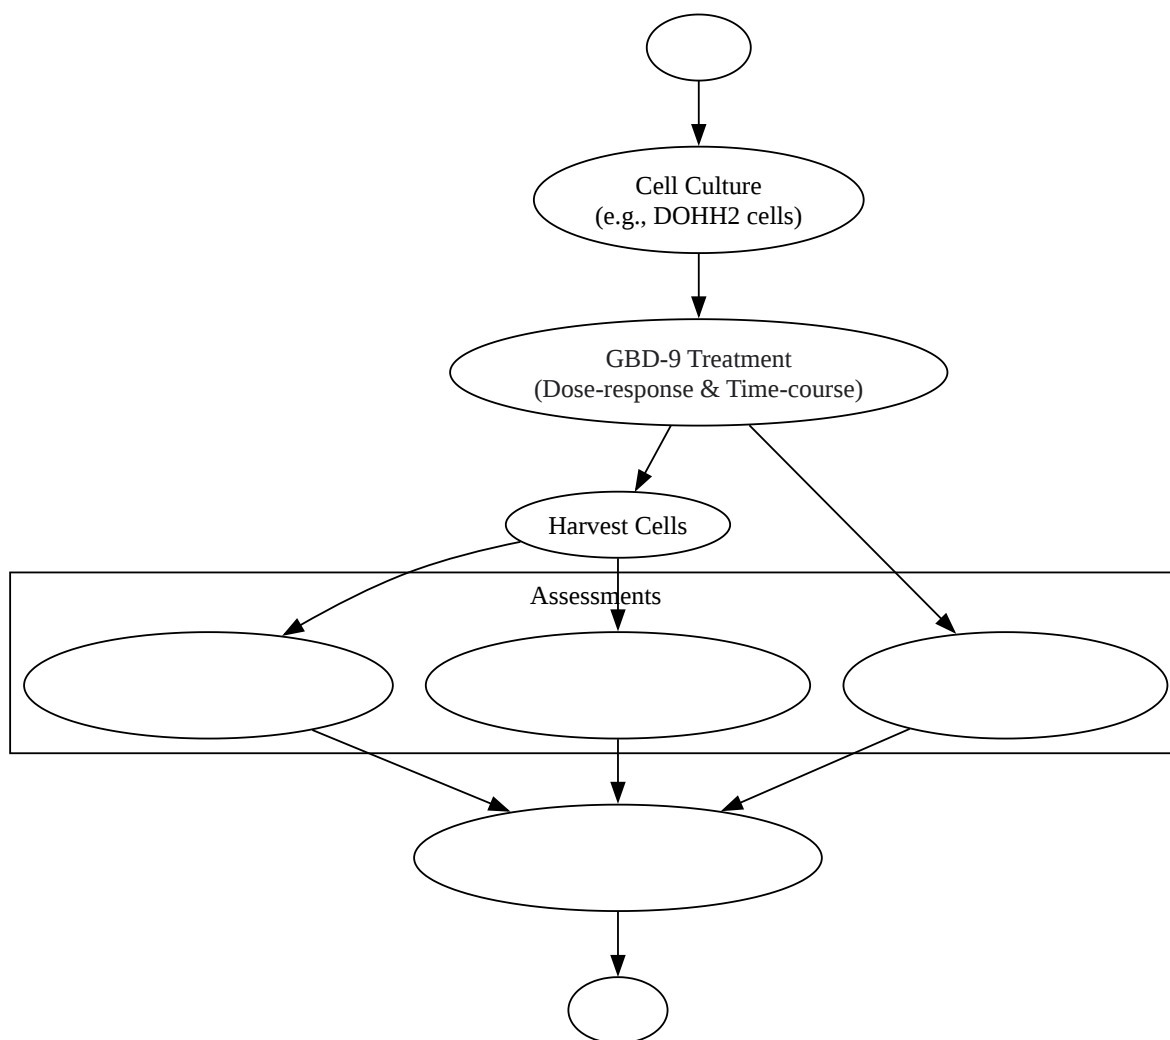 Cell Culture
(e.g., DOHH2 cells)
GBD-9 Treatment
(Dose-response & Time-course)
Harvest Cells
Assessments